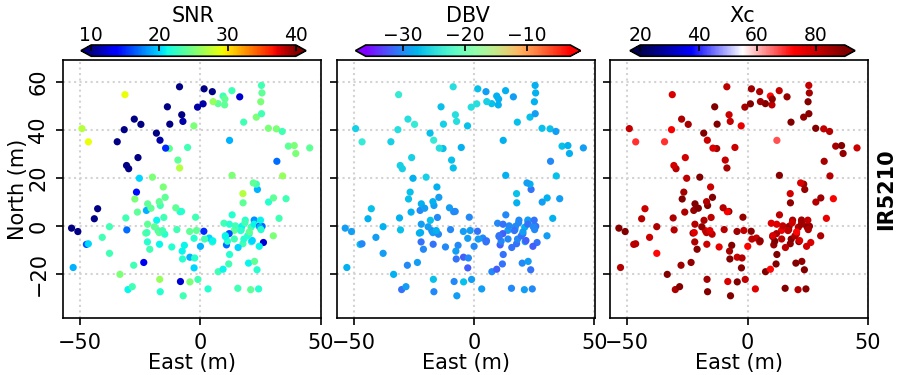 SNR DBV Xc
10 20 30 40 −30 −20 −10 20 40 60 80
60
40
20
0
−20
North (m)
−50 0 50 −50 0 50 −50 0 50
East (m) East (m) East (m)
IR5210